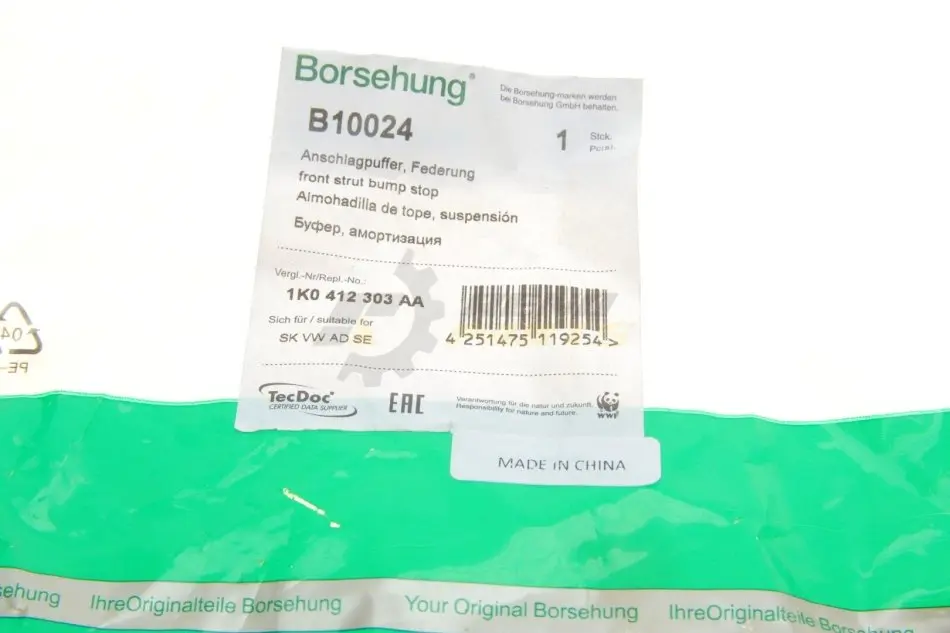 Borsehung®
Die Borsehung-marken werden
bei Borsehung GmbH behalten.
B10024
1 Stck.
Anschlagpuffer, Federung
front strut bump stop
Almohadilla de tope, suspensión
Буфер, амортизация
Vergl.-Nr/Repl.-No.:
1K0 412 303 AA
Sich für / suitable for
SK VW AD SE
4 251475 119254 >
TecDoc®
CERTIFIED DATA SUPPLIER
EAC
Verantwortung für die natur und zukunft.
Responsibility for nature and future.
WWF
MADE IN CHINA
04
PE-
sehung IhreOriginalteile Borsehung Your Original Borsehung IhreOriginalteile Borsehung